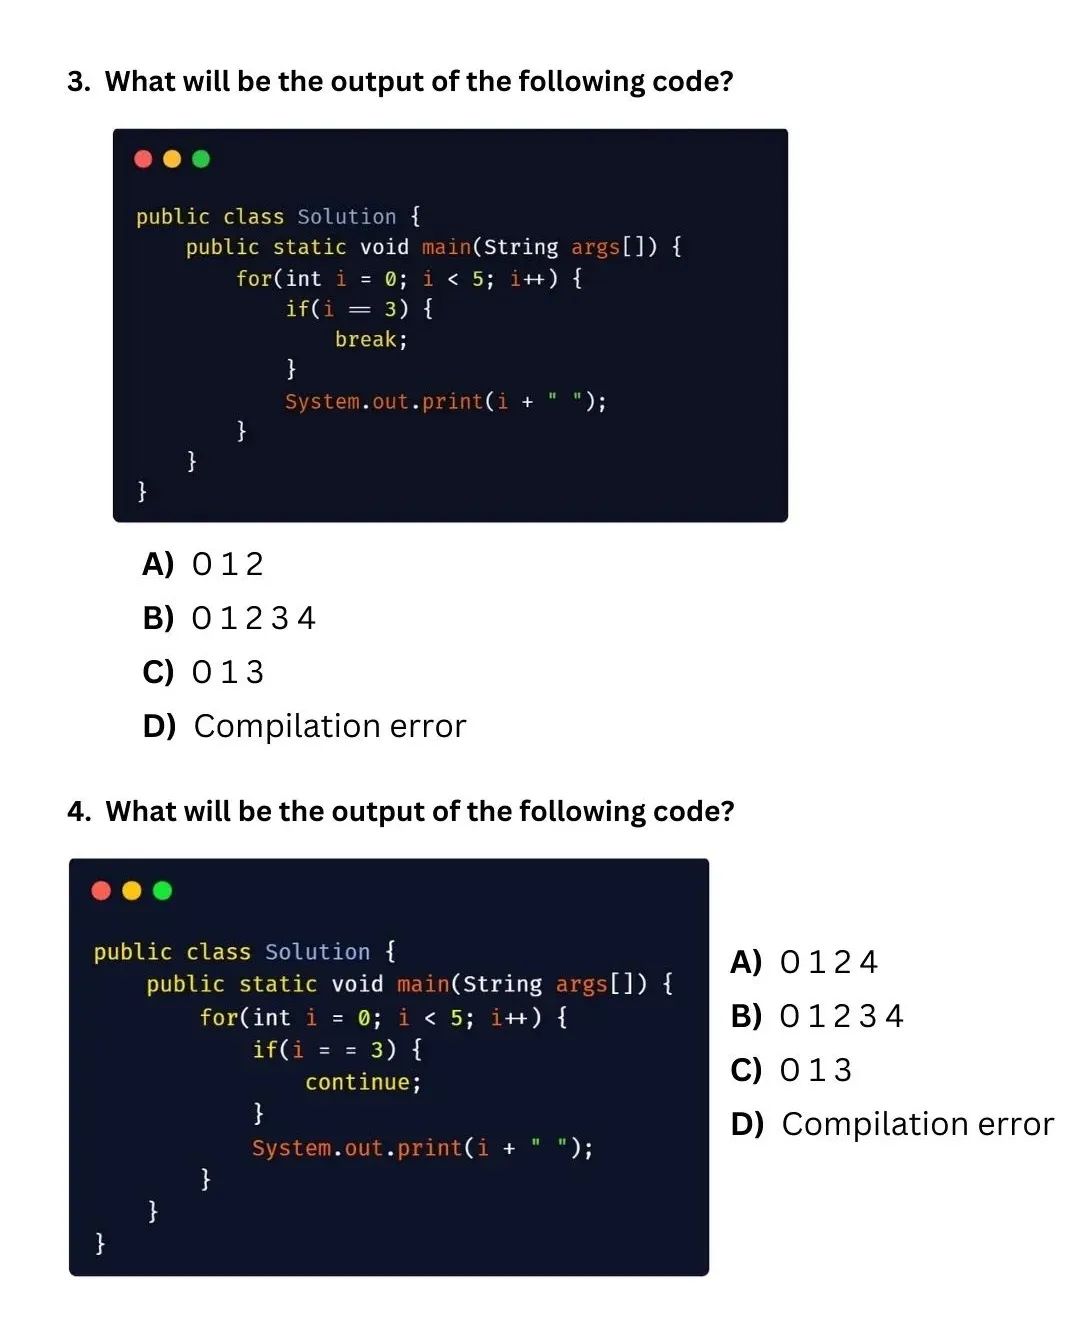 3. What will be the output of the following code?
public class Solution {
    public static void main(String args[]) {
        for(int i = 0; i < 5; i++) {
            if(i == 3) {
                break;
            }
            System.out.print(i + " ");
        }
    }
}
A) 0 1 2
B) 0 1 2 3 4
C) 0 1 3
D) Compilation error
4. What will be the output of the following code?
public class Solution {
    public static void main(String args[]) {
        for(int i = 0; i < 5; i++) {
            if(i = = 3) {
                continue;
            }
            System.out.print(i + " ");
        }
    }
}
A) 0 1 2 4
B) 0 1 2 3 4
C) 0 1 3
D) Compilation error